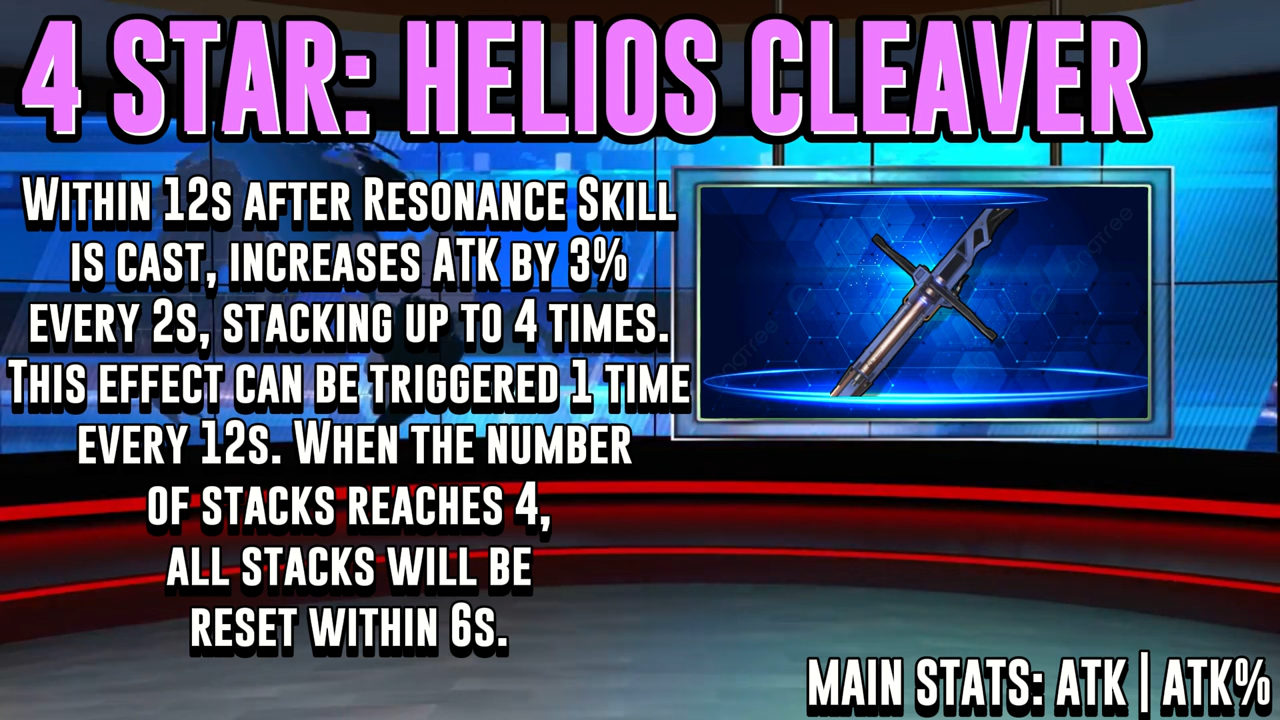 4 STAR: HELIOS CLEAVER
WITHIN 12S AFTER RESONANCE SKILL
IS CAST, INCREASES ATK BY 3%
EVERY 2S, STACKING UP TO 4 TIMES.
THIS EFFECT CAN BE TRIGGERED 1 TIME
EVERY 12S. WHEN THE NUMBER
OF STACKS REACHES 4,
ALL STACKS WILL BE
RESET WITHIN 6S.
MAIN STATS: ATK | ATK%